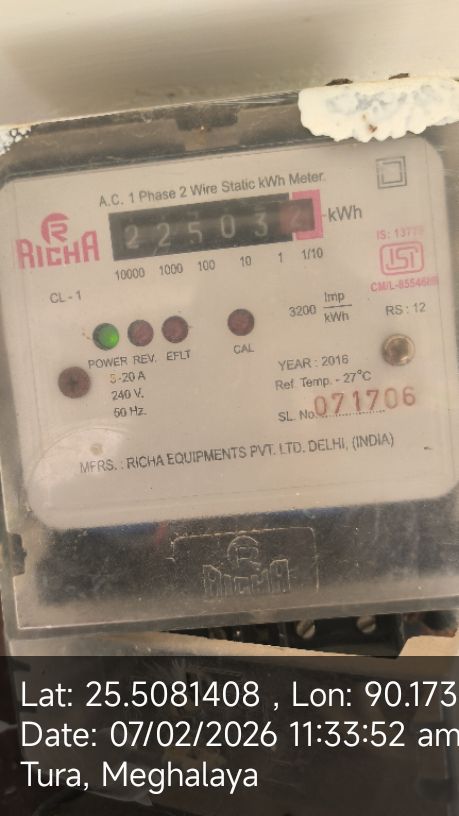 A.C. 1 Phase 2 Wire Static kWh Meter.
RICHA
2 2 5 0 3 2 kWh
10000 1000 100 10 1 1/10
IS: 13779
ISI
CM/L-8554686
CL - 1
3200 Imp/kWh
RS : 12
POWER REV. EFLT CAL
5-20 A
240 V.
50 Hz.
YEAR : 2016
Ref. Temp. - 27°C
SL. No. 071706
MFRS. : RICHA EQUIPMENTS PVT. LTD. DELHI, (INDIA)
RICHA
Lat: 25.5081408 , Lon: 90.173
Date: 07/02/2026 11:33:52 am
Tura, Meghalaya